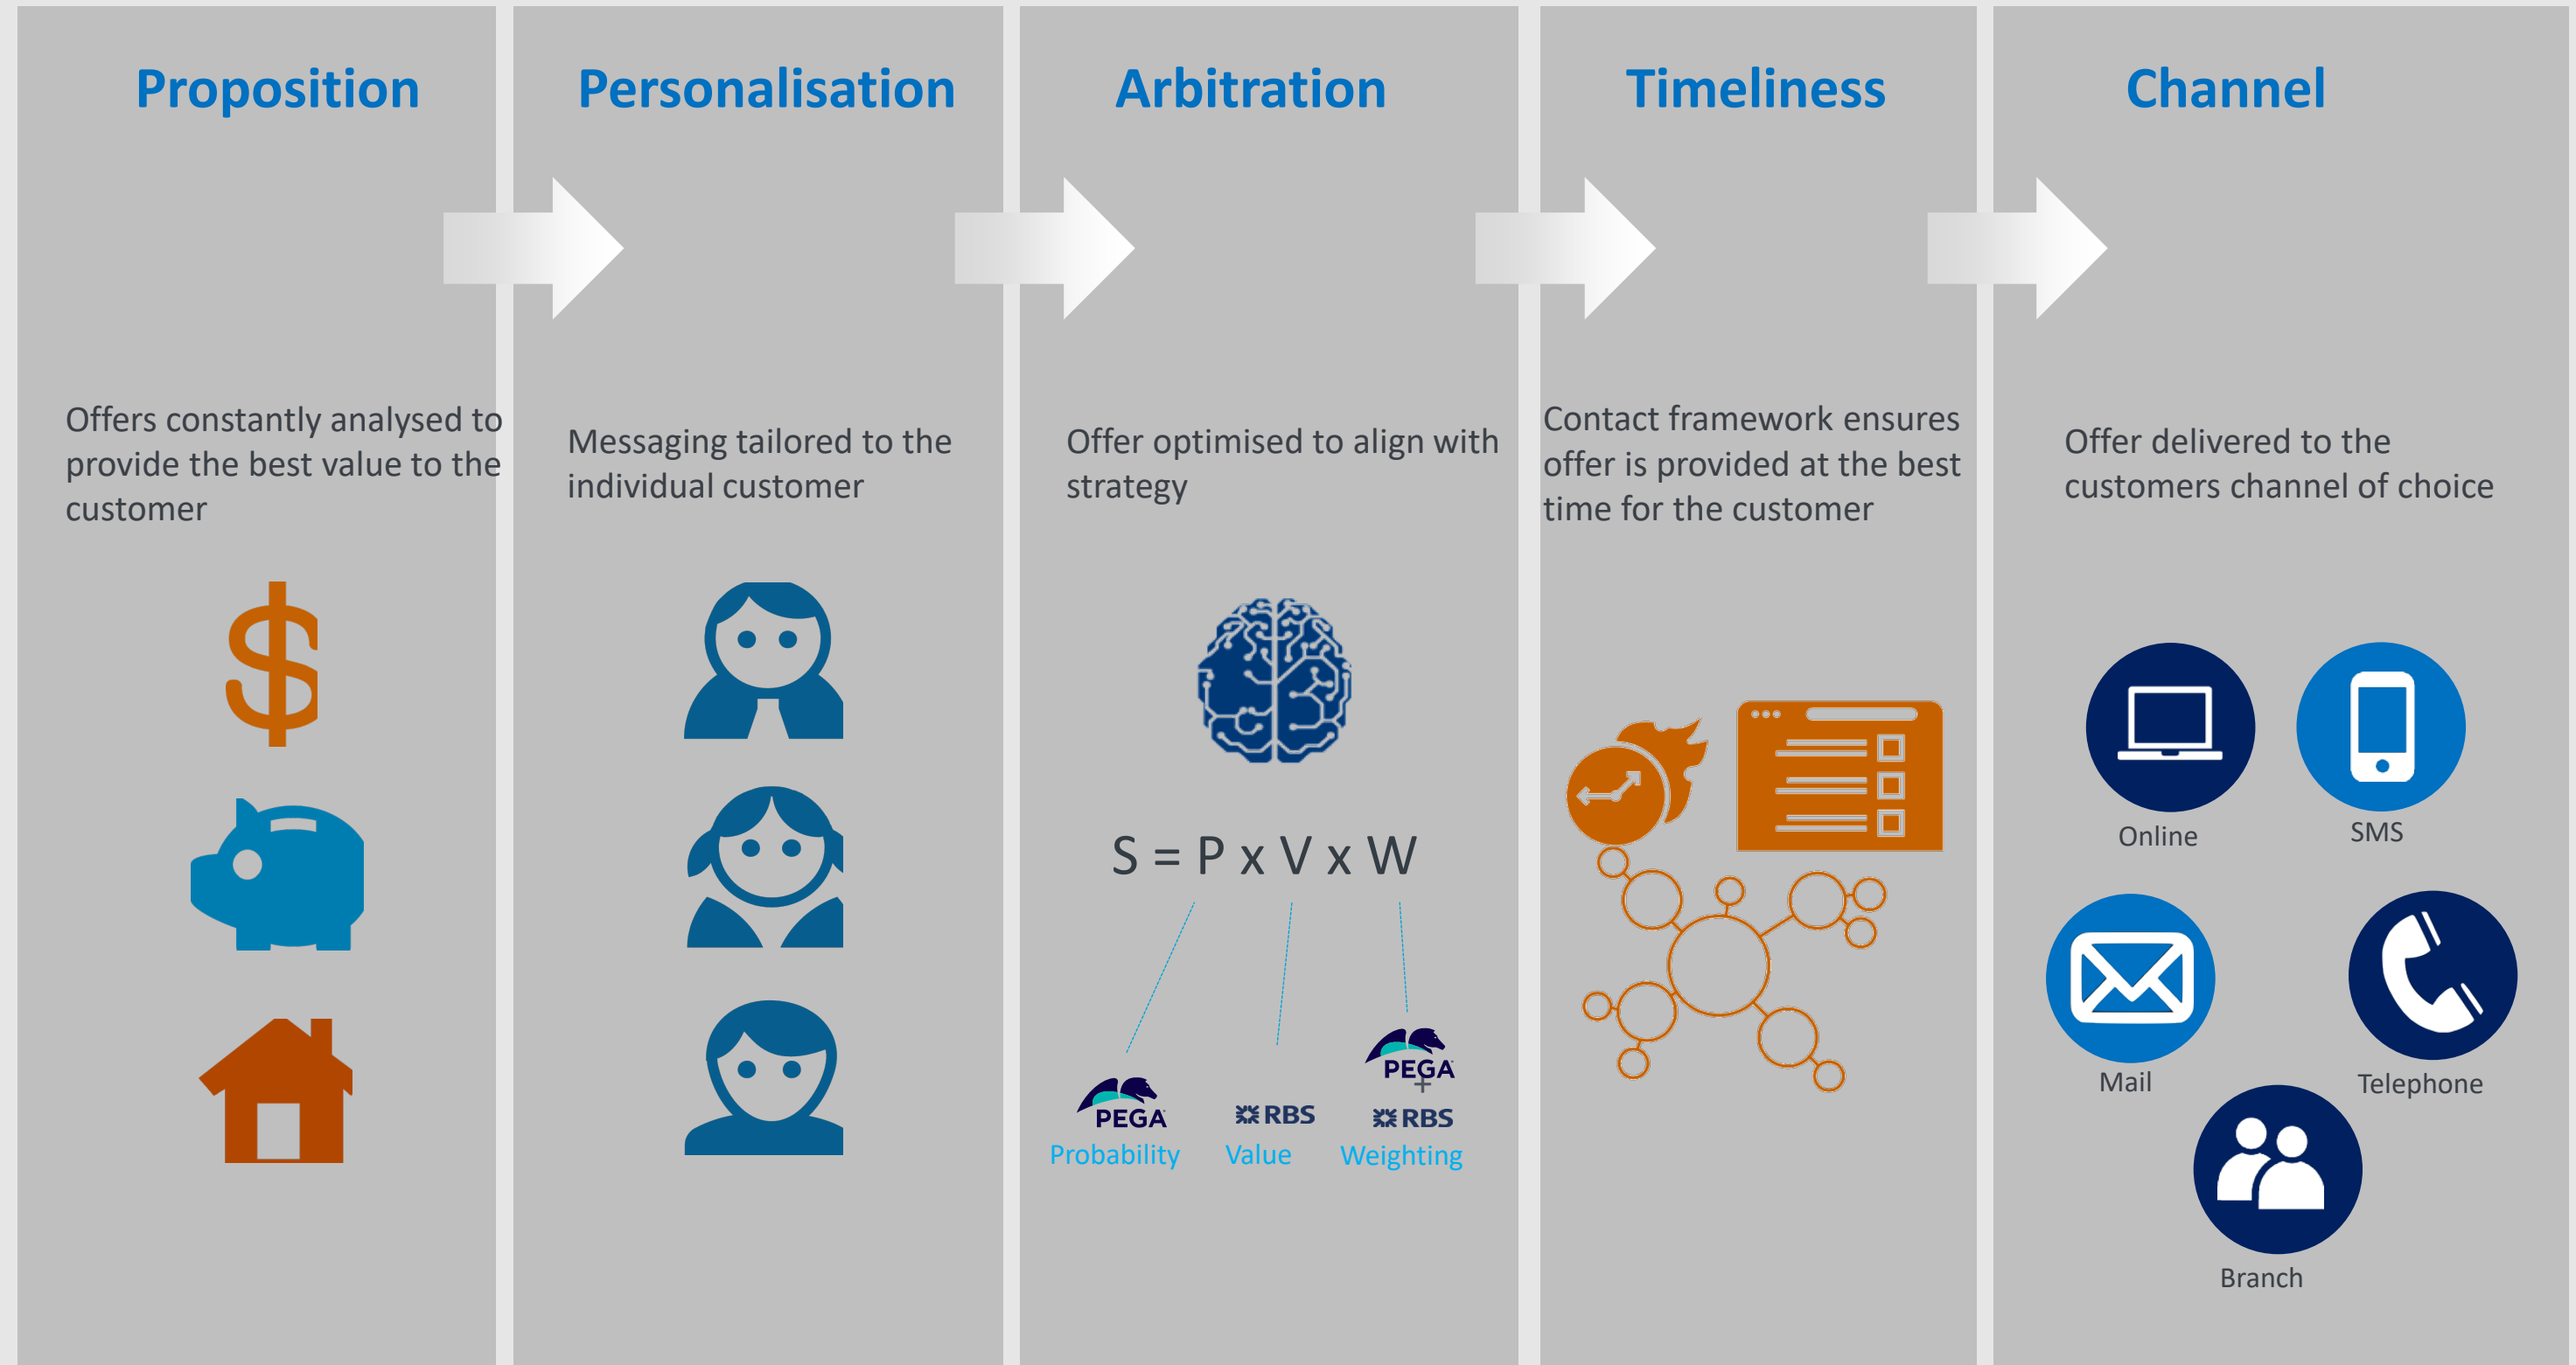 Proposition
Offers constantly analysed to
provide the best value to the
customer
Personalisation
Messaging tailored to the
individual customer
Arbitration
Offer optimised to align with
strategy
S = P x V x W
PEGA
Probability
RBS
Value
PEGA
+
RBS
Weighting
Timeliness
Contact framework ensures
offer is provided at the best
time for the customer
Channel
Offer delivered to the
customers channel of choice
Online
SMS
Mail
Telephone
Branch